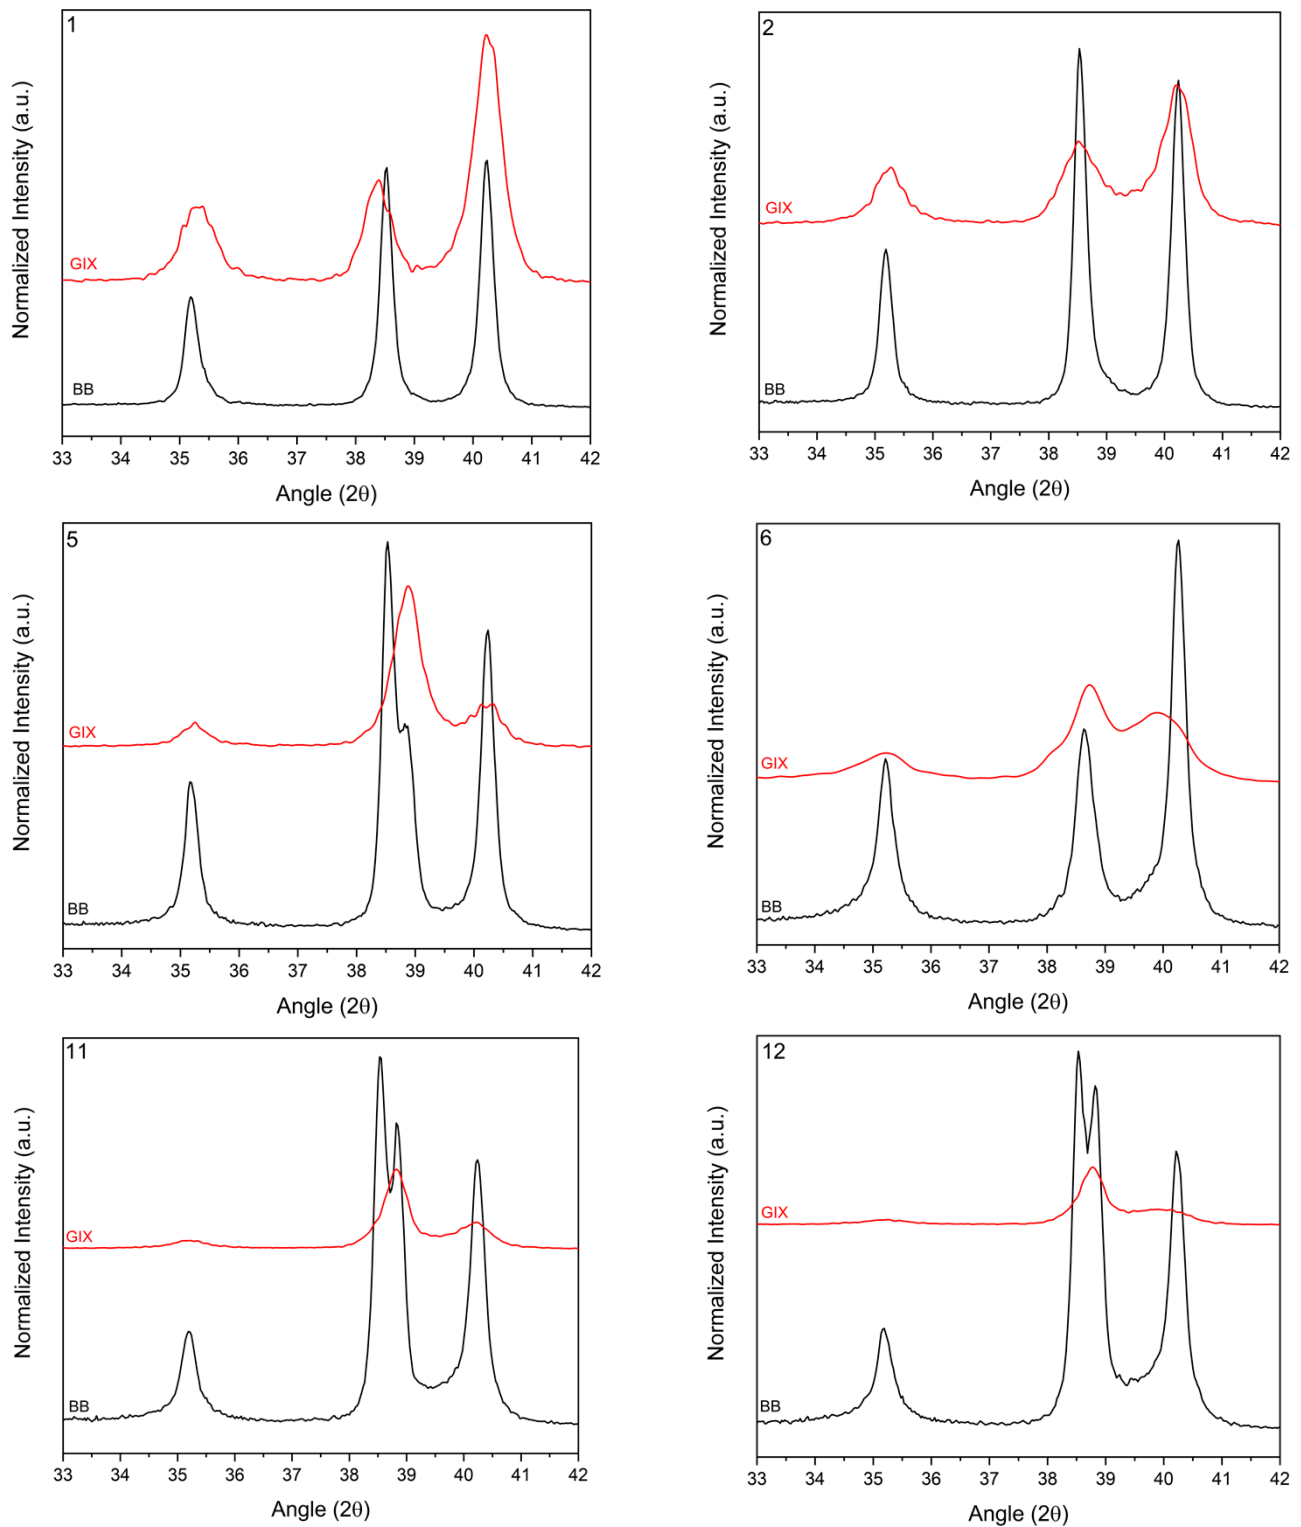 1
Normalized Intensity (a.u.)
GIX
BB
33 34 35 36 37 38 39 40 41 42
Angle (2θ)
2
Normalized Intensity (a.u.)
GIX
BB
33 34 35 36 37 38 39 40 41 42
Angle (2θ)
5
Normalized Intensity (a.u.)
GIX
BB
33 34 35 36 37 38 39 40 41 42
Angle (2θ)
6
Normalized Intensity (a.u.)
GIX
BB
33 34 35 36 37 38 39 40 41 42
Angle (2θ)
11
Normalized Intensity (a.u.)
GIX
BB
33 34 35 36 37 38 39 40 41 42
Angle (2θ)
12
Normalized Intensity (a.u.)
GIX
BB
33 34 35 36 37 38 39 40 41 42
Angle (2θ)